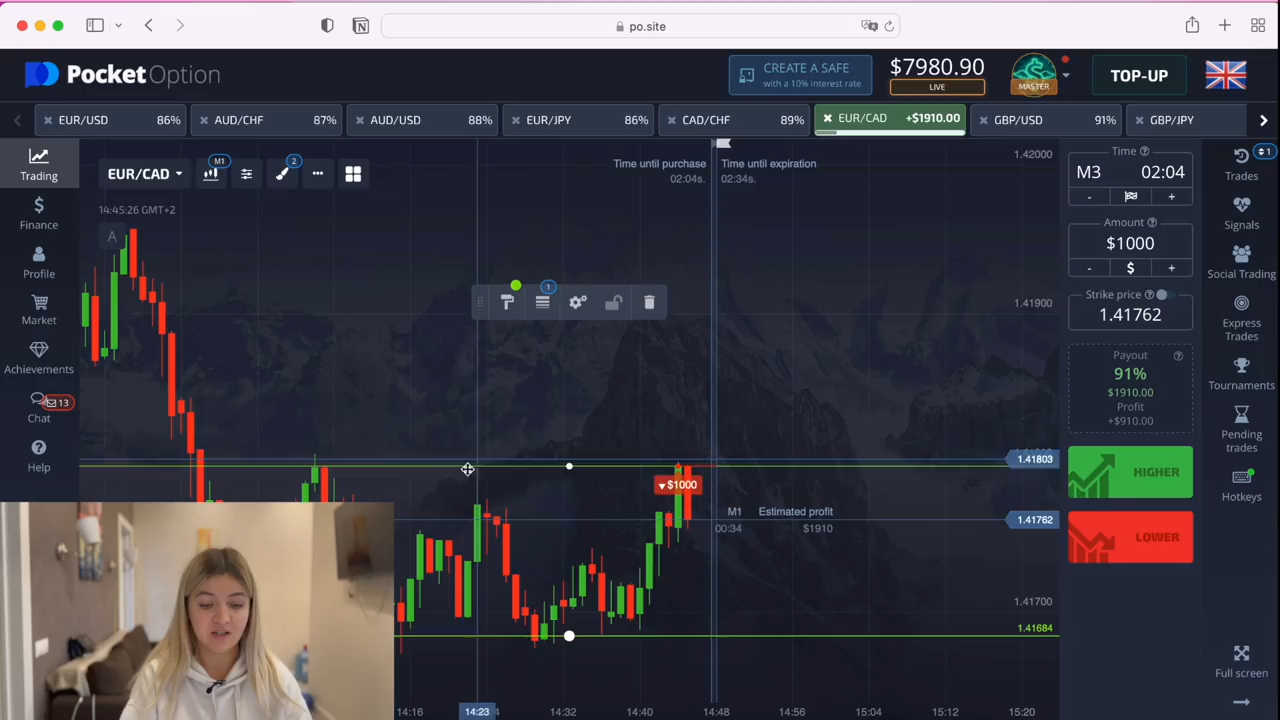 po.site
PocketOption
CREATE A SAFE
with a 10% interest rate
$7980.90
LIVE
MASTER
TOP-UP
EUR/USD 86%
AUD/CHF 87%
AUD/USD 88%
EUR/JPY 86%
CAD/CHF 89%
EUR/CAD +$1910.00
GBP/USD 91%
GBP/JPY
Trading
Finance
Profile
Market
Achievements
13
Chat
Help
EUR/CAD
M1
2
14:45:26 GMT+2
A
Time until purchase
02:04s.
Time until expiration
02:34s.
1
$1000
M1 Estimated profit
00:34 $1910
1.42000
1.41900
1.41803
1.41762
1.41700
1.41684
14:16
14:23
14:32
14:40
14:48
14:56
15:04
15:12
15:20
Time
M3 02:04
- +
Amount
$1000
- $ +
Strike price
1.41762
Payout
91%
$1910.00
Profit
+$910.00
HIGHER
LOWER
1
Trades
Signals
Social Trading
Express
Trades
Tournaments
Pending
trades
Hotkeys
Full screen